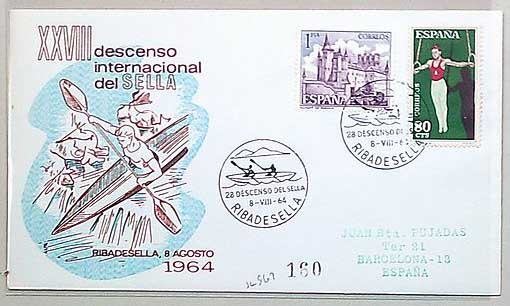 XXVIII descenso
internacional
del SELLA
RIBADESELLA, 8 AGOSTO
1964
1 PTA CORREOS
ESPAÑA
ESPAÑA
CORREOS
80
CTS
28 DESCENSO DEL SELLA
8-VIII-64
RIBADESELLA
28 DESCENSO DEL
8-VIII-64
RIBADESELLA
JUAN Bta. PUJADAS
Ter 21
BARCELONA-13
ESPAÑA
160